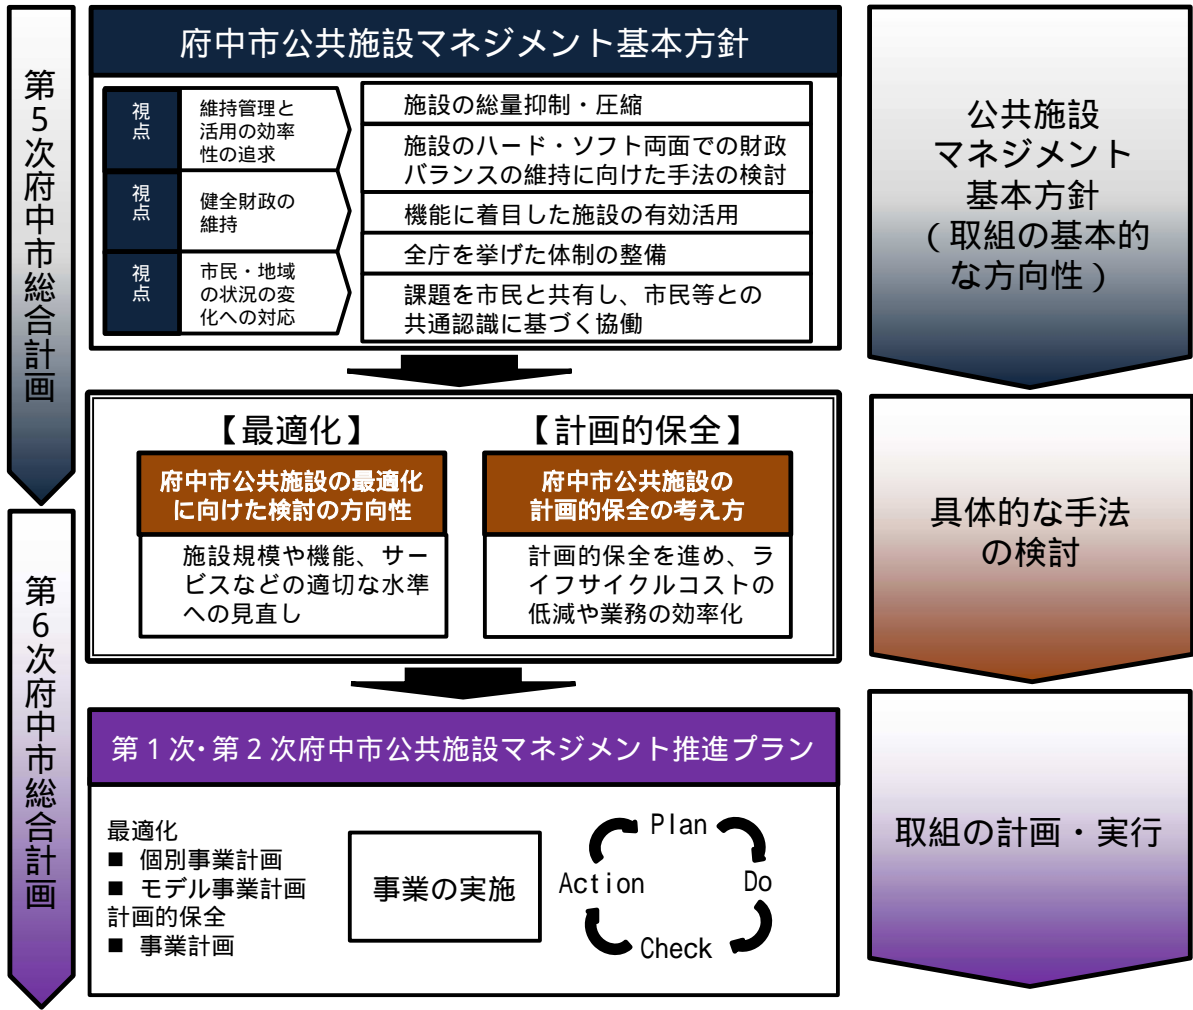 第5次府中市総合計画
第6次府中市総合計画
府中市公共施設マネジメント基本方針
視点
維持管理と
活用の効率
性の追求
視点
健全財政の
維持
視点
市民・地域
の状況の変
化への対応
施設の総量抑制・圧縮
施設のハード・ソフト両面での財政
バランスの維持に向けた手法の検討
機能に着目した施設の有効活用
全庁を挙げた体制の整備
課題を市民と共有し、市民等との
共通認識に基づく協働
公共施設
マネジメント
基本方針
(取組の基本的
な方向性)
【最適化】
府中市公共施設の最適化
に向けた検討の方向性
施設規模や機能、サー
ビスなどの適切な水準
への見直し
【計画的保全】
府中市公共施設の
計画的保全の考え方
計画的保全を進め、ラ
イフサイクルコストの
低減や業務の効率化
具体的な手法
の検討
第1次・第2次府中市公共施設マネジメント推進プラン
最適化
■ 個別事業計画
■ モデル事業計画
計画的保全
■ 事業計画
事業の実施
Plan
Do
Check
Action
取組の計画・実行